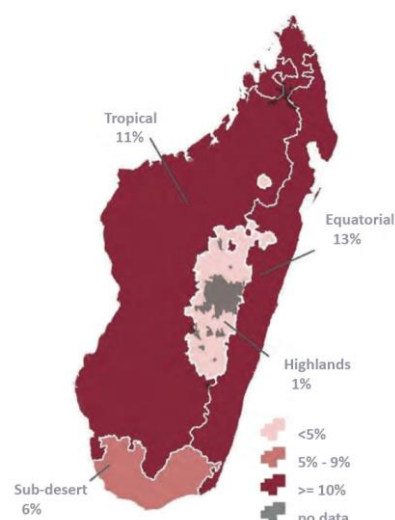 Tropical
11%
Equatorial
13%
Highlands
1%
Sub-desert
6%
<5%
5% - 9%
>= 10%
no data